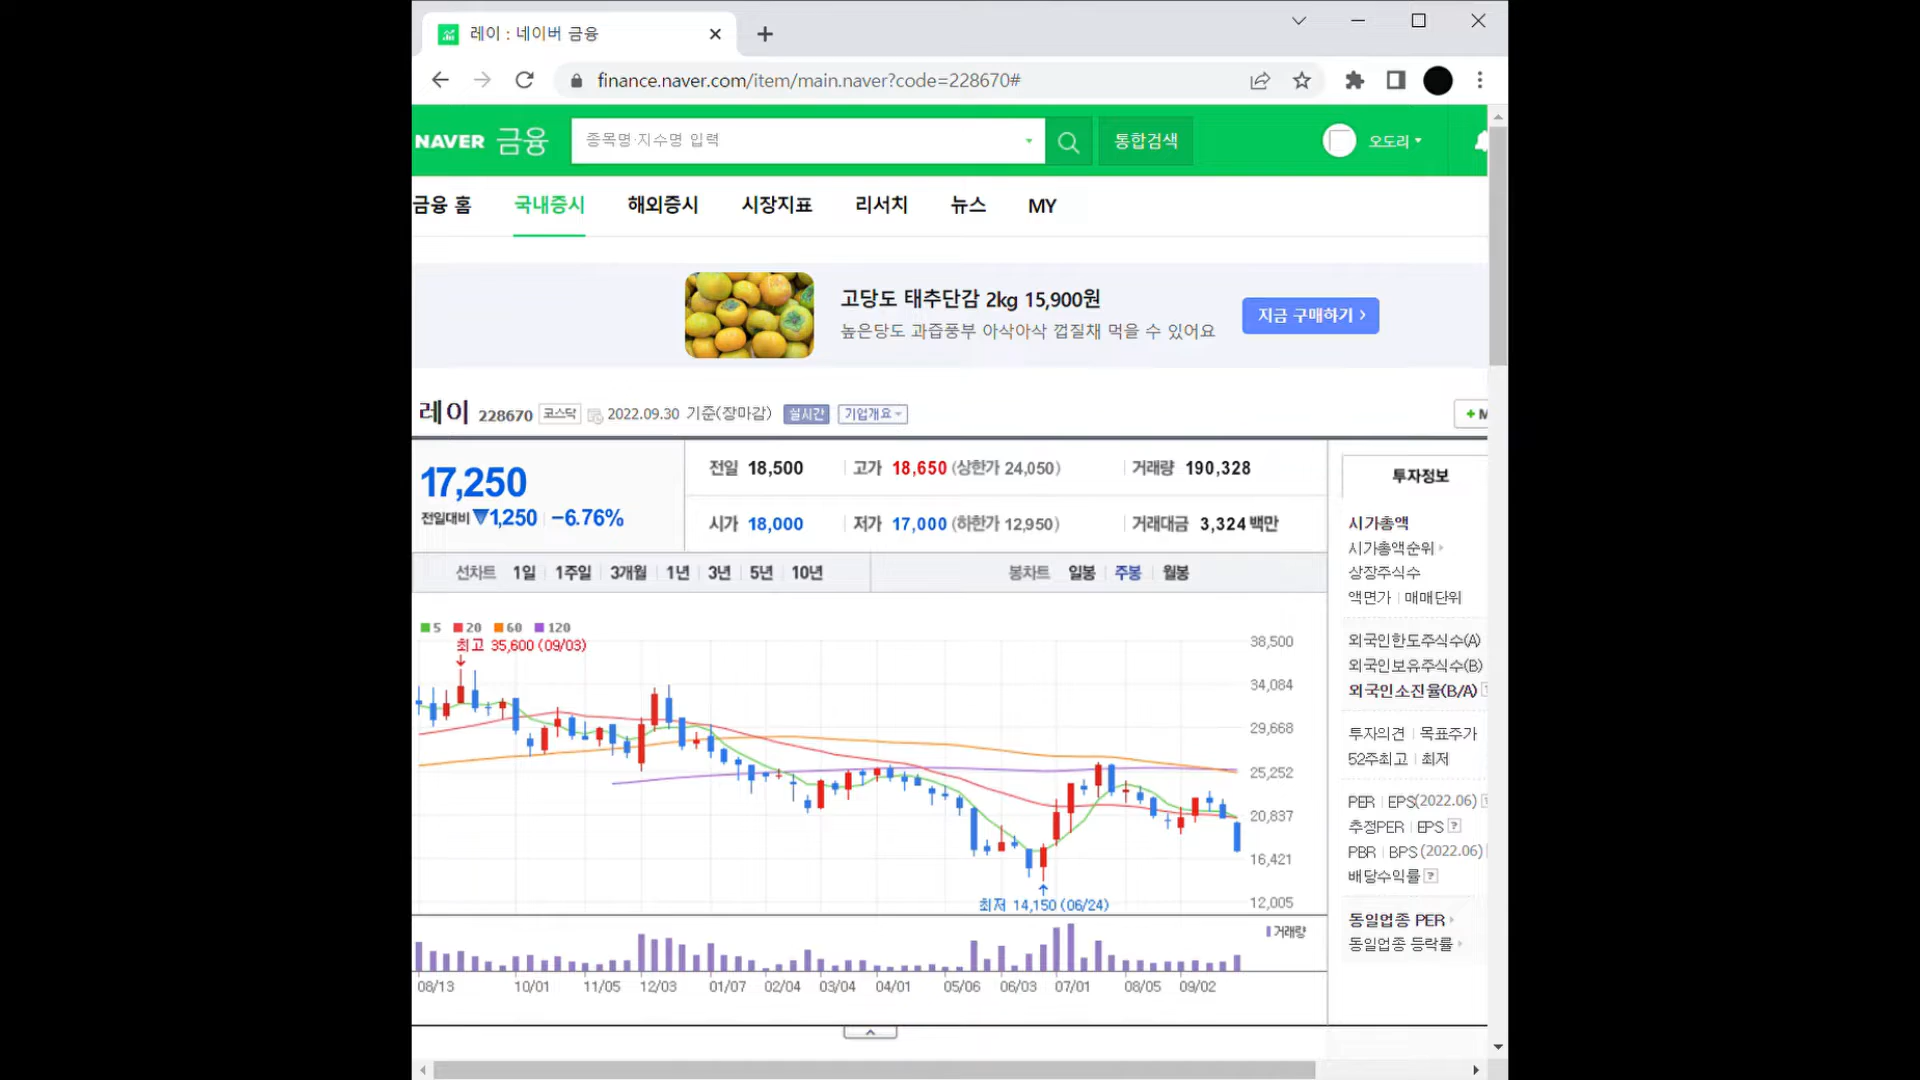 레이 : 네이버 금융
finance.naver.com/item/main.naver?code=228670#
NAVER 금융 종목명·지수명 입력 통합검색 오도리
금융 홈 국내증시 해외증시 시장지표 리서치 뉴스 MY
고당도 태추단감 2kg 15,900원
높은당도 과즙풍부 아삭아삭 껍질채 먹을 수 있어요
지금 구매하기
레이 228670 코스닥 2022.09.30 기준(장마감) 실시간 기업개요
17,250
전일대비 ▼1,250 −6.76%
전일 18,500 고가 18,650 (상한가 24,050) 거래량 190,328
시가 18,000 저가 17,000 (하한가 12,950) 거래대금 3,324 백만
선차트 1일 1주일 3개월 1년 3년 5년 10년 봉차트 일봉 주봉 월봉
5 20 60 120
최고 35,600 (09/03)
38,500
34,084
29,668
25,252
20,837
16,421
12,005
최저 14,150 (06/24)
거래량
08/13 10/01 11/05 12/03 01/07 02/04 03/04 04/01 05/06 06/03 07/01 08/05 09/02
투자정보
시가총액
시가총액순위
상장주식수
액면가 매매단위
외국인한도주식수(A)
외국인보유주식수(B)
외국인소진율(B/A)
투자의견 목표주가
52주최고 최저
PER EPS(2022.06)
추정PER EPS ?
PBR BPS (2022.06)
배당수익률 ?
동일업종 PER
동일업종 등락률